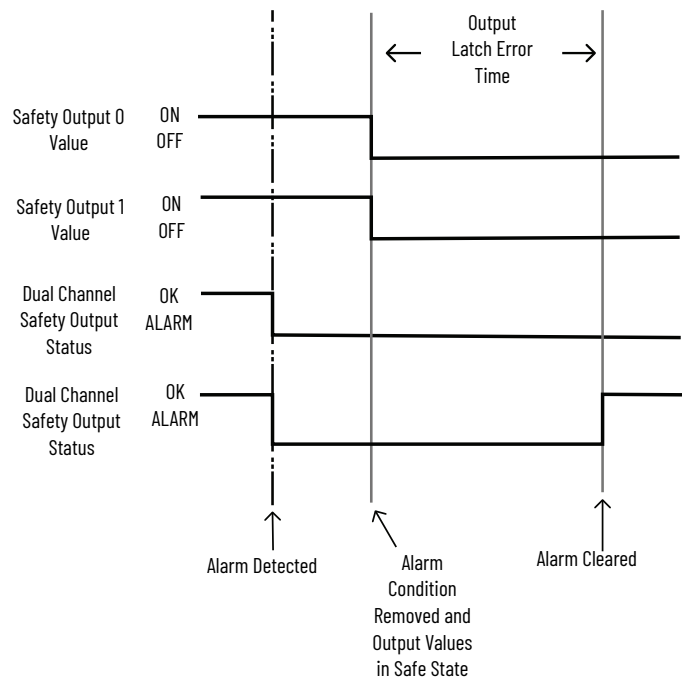 Output
Latch Error
Time
Safety Output 0
Value
ON
OFF
Safety Output 1
Value
ON
OFF
Dual Channel
Safety Output
Status
OK
ALARM
Dual Channel
Safety Output
Status
OK
ALARM
Alarm Detected
Alarm
Condition
Removed and
Output Values
in Safe State
Alarm Cleared